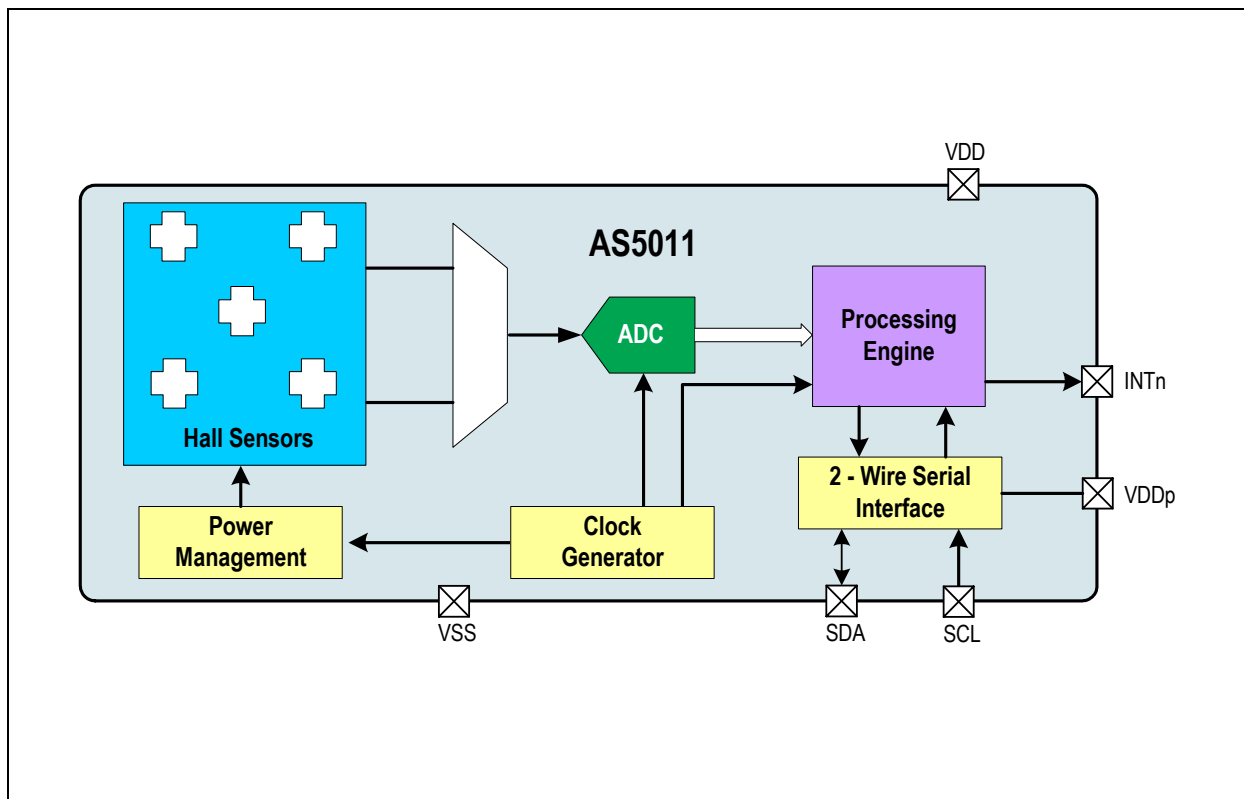 VDD
AS5011
ADC
Processing
Engine
INTn
Hall Sensors
2 - Wire Serial
Interface
VDDp
Power
Management
Clock
Generator
VSS
SDA
SCL